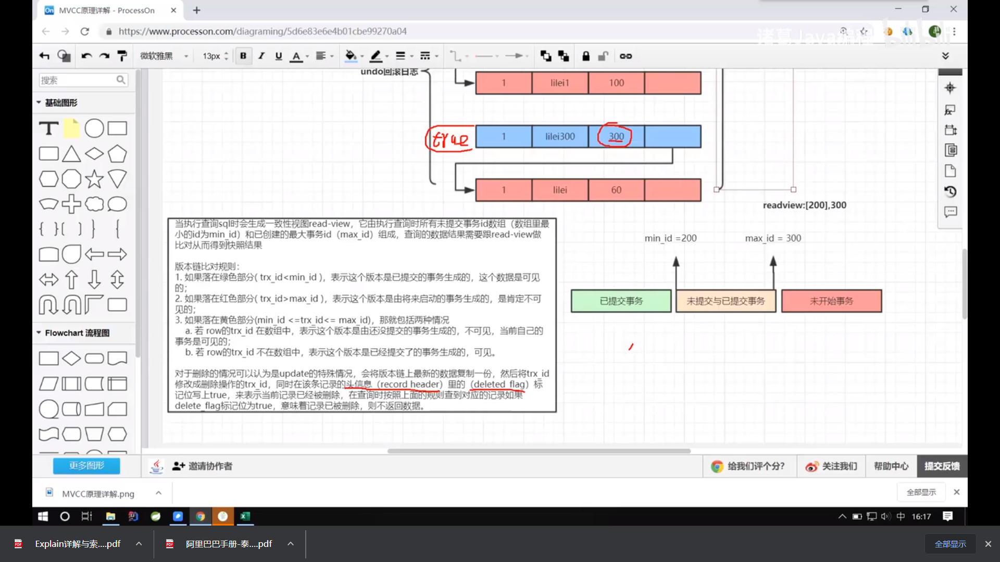 MVCC原理详解 - ProcessOn
https://www.processon.com/diagraming/5d6e83e6e4b01cbe99270a04
诸葛 Java编程
bilibili
微软雅黑
13px
B
I
U
A
搜索
基础图形
Flowchart 流程图
更多图形
undo回滚日志
1 lilei1 100
true
1 lilei300 300
1 lilei 60
readview:[200],300
min_id =200 max_id = 300
已提交事务 未提交与已提交事务 未开始事务
当执行查询sql时会生成一致性视图read-view，它由执行查询时所有未提交事务id数组（数组里最
小的id为min_id）和已创建的最大事务id（max_id）组成，查询的数据结果需要跟read-view做
比对从而得到快照结果
版本链比对规则：
1. 如果落在绿色部分( trx_id<min_id )，表示这个版本是已提交的事务生成的，这个数据是可见
的；
2. 如果落在红色部分( trx_id>max_id )，表示这个版本是由将来启动的事务生成的，是肯定不可
见的；
3. 如果落在黄色部分(min_id <=trx_id<= max_id)，那就包括两种情况
a. 若 row的trx_id 在数组中，表示这个版本是由还没提交的事务生成的，不可见，当前自己的
事务是可见的；
b. 若 row的trx_id 不在数组中，表示这个版本是已经提交了的事务生成的，可见。
对于删除的情况可以认为是update的特殊情况，会将版本链上最新的数据复制一份，然后将trx_id
修改成删除操作的trx_id，同时在该条记录的头信息（record header）里的（deleted_flag）标
记位写上true，来表示当前记录已经被删除，在查询时按照上面的规则查到对应的记录如果
delete_flag标记位为true，意味着记录已被删除，则不返回数据。
邀请协作者
给我们评个分？
关注我们
帮助中心
提交反馈
MVCC原理详解.png
全部显示
中 16:17
Explain详解与索....pdf
阿里巴巴手册-泰....pdf
全部显示